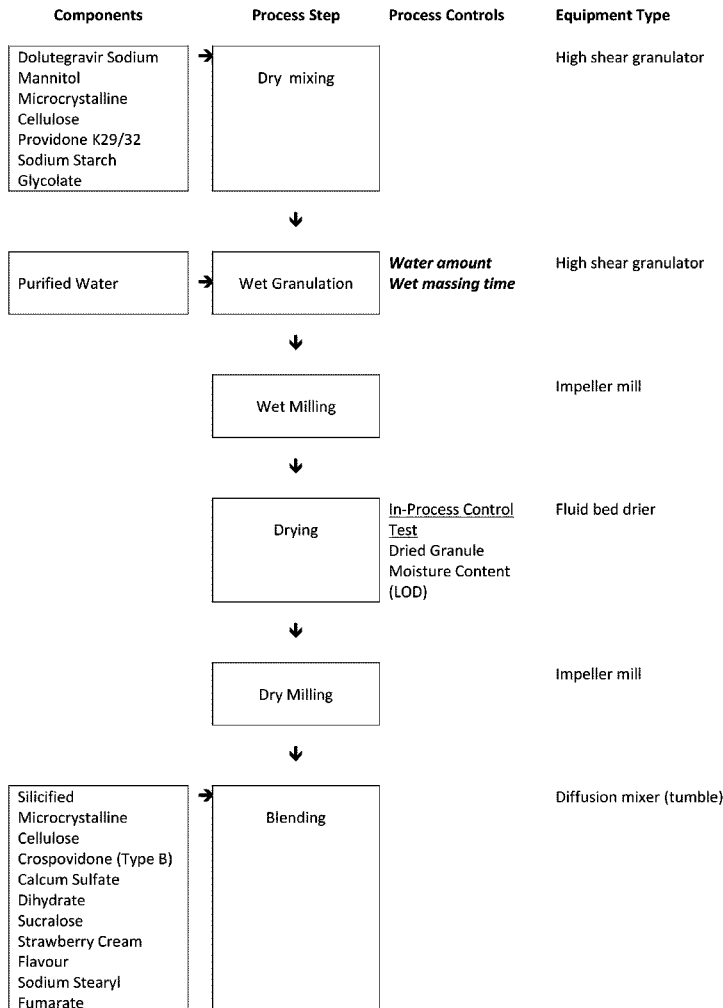 Components Process Step Process Controls Equipment Type
Dolutegravir Sodium
Mannitol
Microcrystalline
Cellulose
Providone K29/32
Sodium Starch
Glycolate
➔
Dry mixing
High shear granulator
Purified Water
➔
Wet Granulation
Water amount
Wet massing time
High shear granulator
Wet Milling
Impeller mill
Drying
In-Process Control
Test
Dried Granule
Moisture Content
(LOD)
Fluid bed drier
Dry Milling
Impeller mill
Silicified
Microcrystalline
Cellulose
Crospovidone (Type B)
Calcum Sulfate
Dihydrate
Sucralose
Strawberry Cream
Flavour
Sodium Stearyl
Fumarate
➔
Blending
Diffusion mixer (tumble)